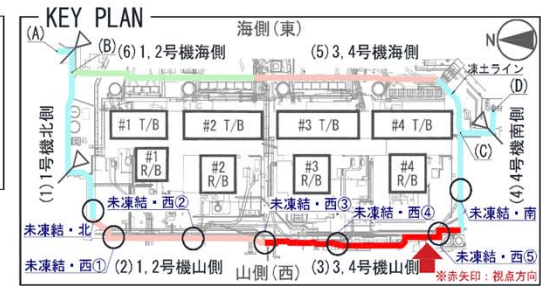 KEY PLAN
海側(東)
N
(A)
(B)
(6)1,2号機海側
(5)3,4号機海側
凍土ライン
(D)
(1)1号機北側
#1 T/B
#2 T/B
#3 T/B
#4 T/B
(C)
(4)4号機南側
#1
R/B
#2
R/B
#3
R/B
#4
R/B
未凍結・西②
未凍結・西③
未凍結・西④
未凍結・南
未凍結・北
未凍結・西①
(2)1,2号機山側
山側(西)
(3)3,4号機山側
未凍結・西⑤
※赤矢印:視点方向